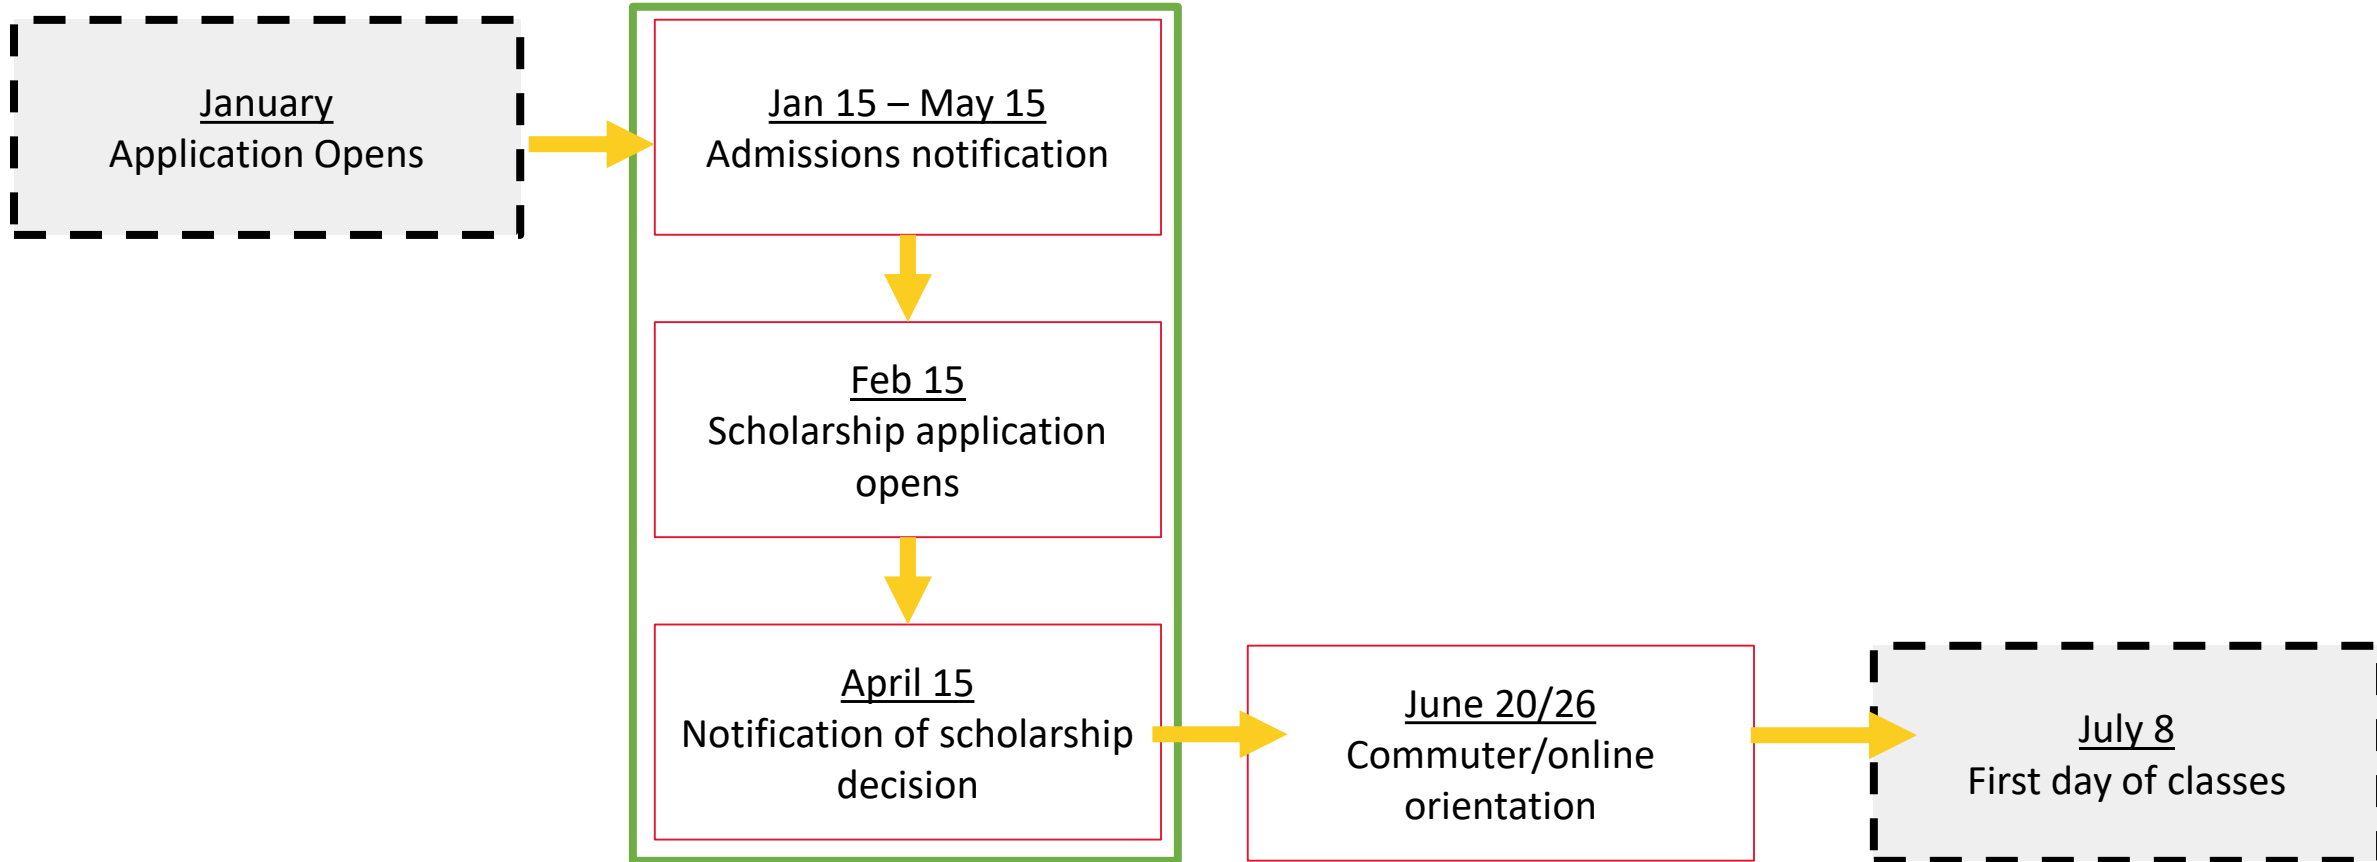 January
Application Opens
Jan 15 – May 15
Admissions notification
Feb 15
Scholarship application
opens
April 15
Notification of scholarship
decision
June 20/26
Commuter/online
orientation
July 8
First day of classes